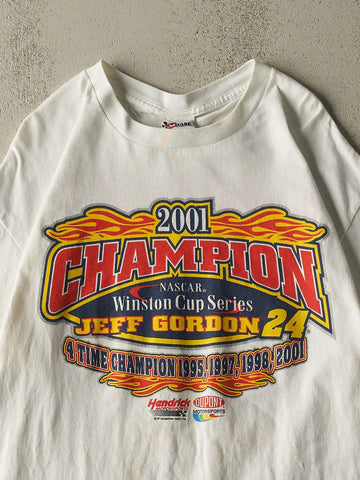 2001
CHAMPION
NASCAR®
Winston Cup Series
JEFF GORDON 24
4 TIME CHAMPION 1995, 1997, 1998, 2001
Hendrick
DUPONT
MOTORSPORTS